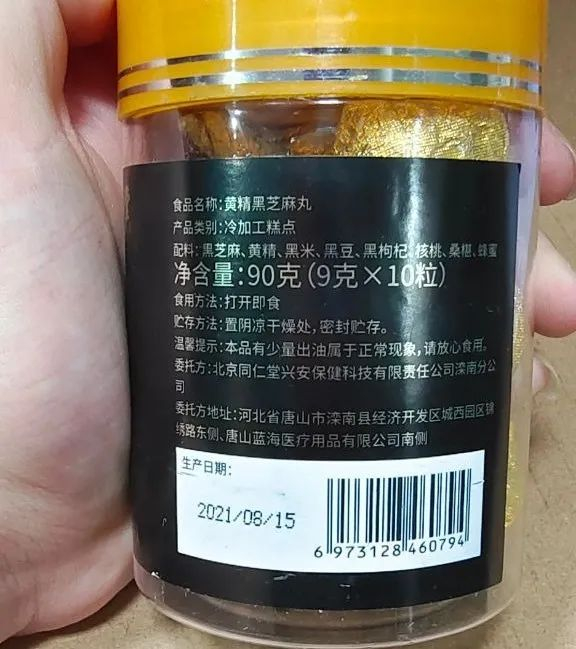 食品名称:黄精黑芝麻丸
产品类别:冷加工糕点
配料:黑芝麻、黄精、黑米、黑豆、黑枸杞、核桃、桑椹、蜂蜜
净含量:90克(9克×10粒)
食用方法:打开即食
贮存方法:置阴凉干燥处,密封贮存。
温馨提示:本品有少量出油属于正常现象,请放心食用。
委托方:北京同仁堂兴安保健科技有限责任公司滦南分公
司
委托方地址:河北省唐山市滦南县经济开发区城西园区锦
绣路东侧、唐山蓝海医疗用品有限公司南侧
生产日期:
2021/08/15
6 973128 460794